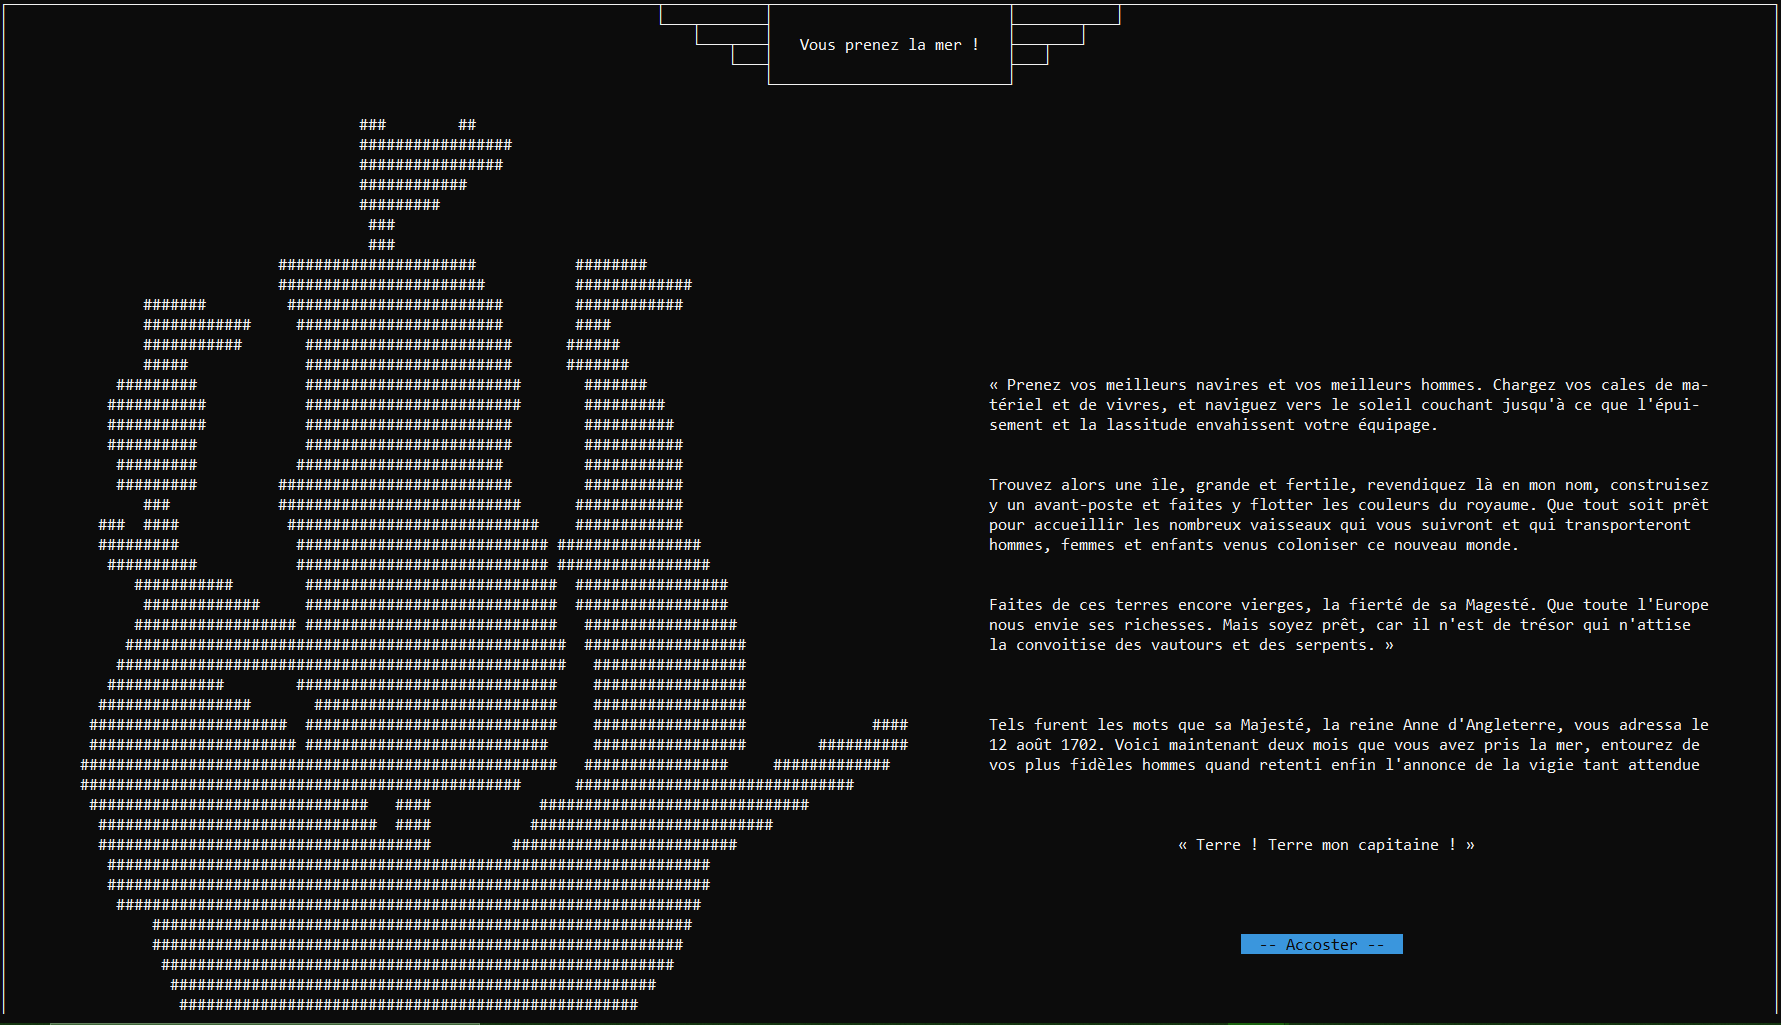 Vous prenez la mer !
« Prenez vos meilleurs navires et vos meilleurs hommes. Chargez vos cales de ma-
tériel et de vivres, et naviguez vers le soleil couchant jusqu'à ce que l'épui-
sement et la lassitude envahissent votre équipage.
Trouvez alors une île, grande et fertile, revendiquez là en mon nom, construisez
y un avant-poste et faites y flotter les couleurs du royaume. Que tout soit prêt
pour accueillir les nombreux vaisseaux qui vous suivront et qui transporteront
hommes, femmes et enfants venus coloniser ce nouveau monde.
Faites de ces terres encore vierges, la fierté de sa Magesté. Que toute l'Europe
nous envie ses richesses. Mais soyez prêt, car il n'est de trésor qui n'attise
la convoitise des vautours et des serpents. »
Tels furent les mots que sa Majesté, la reine Anne d'Angleterre, vous adressa le
12 août 1702. Voici maintenant deux mois que vous avez pris la mer, entourez de
vos plus fidèles hommes quand retenti enfin l'annonce de la vigie tant attendue
« Terre ! Terre mon capitaine ! »
-- Accoster --